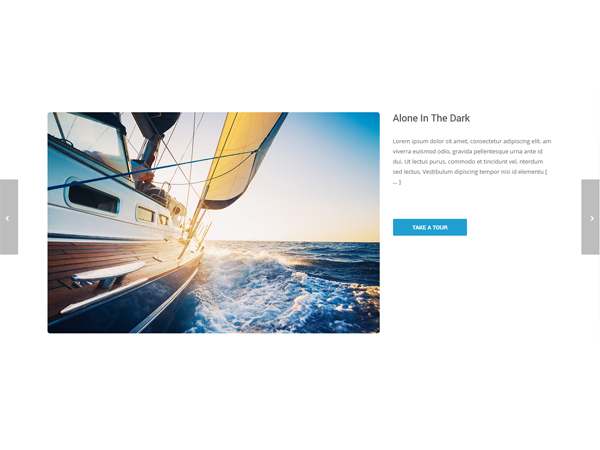 Alone In The Dark
Lorem ipsum dolor sit amet, consectetur adipiscing elit. am
viverra euismod odio, gravida pellentesque urna ante id
dui. Ut lectus purus, commodo et tincidunt vel, nterdum
sed lectus. Vestibulum dipiscing tempor nisi id elementu [
... ]
TAKE A TOUR